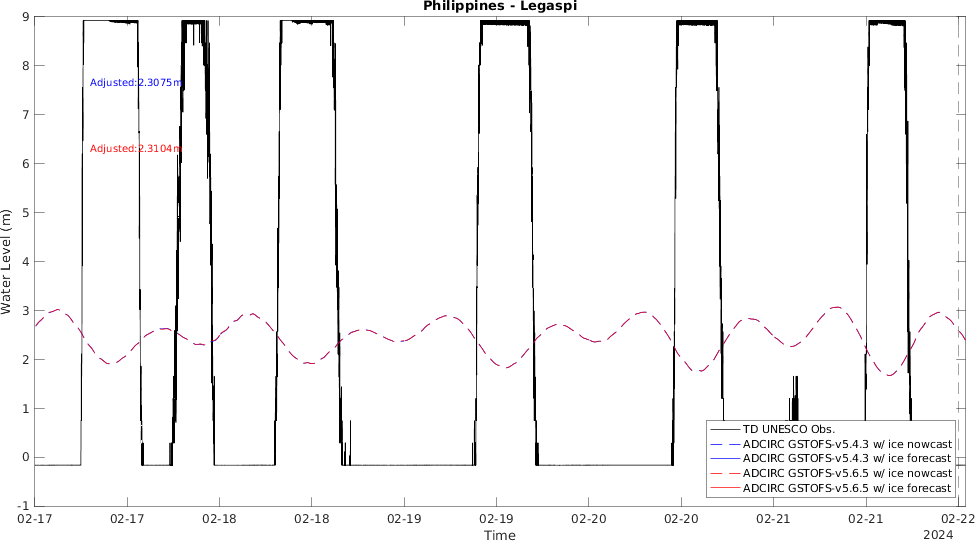 Philippines - Legaspi
9
8
7
6
5
4
3
2
1
0
-1
Water Level (m)
Adjusted:2.3075m
Adjusted:2.3104m
TD UNESCO Obs.
ADCIRC GSTOFS-v5.4.3 w/ ice nowcast
ADCIRC GSTOFS-v5.4.3 w/ ice forecast
ADCIRC GSTOFS-v5.6.5 w/ ice nowcast
ADCIRC GSTOFS-v5.6.5 w/ ice forecast
02-17 02-17 02-18 02-18 02-19 02-19 02-20 02-20 02-21 02-21 02-22
Time
2024